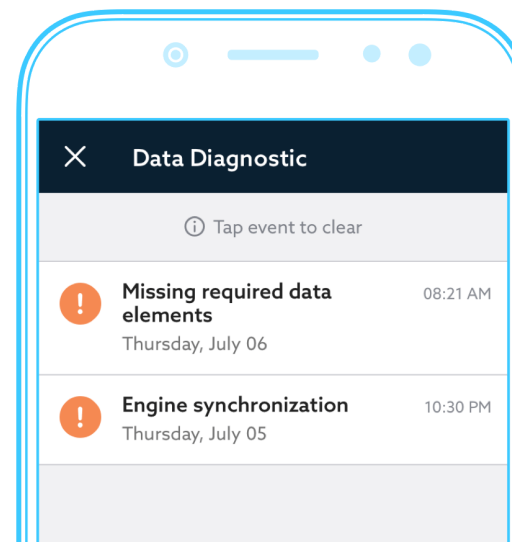 Data Diagnostic
Tap event to clear
Missing required data
elements
08:21 AM
Thursday, July 06
Engine synchronization
10:30 PM
Thursday, July 05